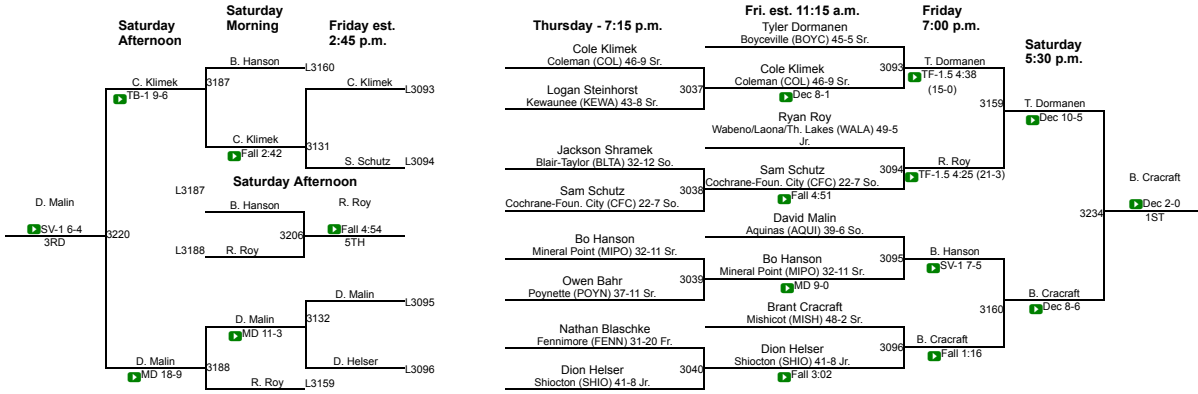 Saturday
Afternoon
Saturday
Morning
Friday est.
2:45 p.m.
B. Hanson
L3160
C. Klimek
3187
TB-1 9-6
C. Klimek
L3093
C. Klimek
3131
Fall 2:42
S. Schutz
L3094
Saturday Afternoon
L3187
D. Malin
B. Hanson
R. Roy
SV-1 6-4
3RD
3220
3206
Fall 4:54
5TH
L3188
R. Roy
D. Malin
L3095
D. Malin
3132
MD 11-3
D. Malin
3188
MD 18-9
D. Helser
L3096
R. Roy
L3159
Thursday - 7:15 p.m.
Fri. est. 11:15 a.m.
Friday
7:00 p.m.
Saturday
5:30 p.m.
Cole Klimek
Coleman (COL) 46-9 Sr.
Logan Steinhorst
Kewaunee (KEWA) 43-8 Sr.
3037
Jackson Shramek
Blair-Taylor (BLTA) 32-12 So.
Sam Schutz
Cochrane-Foun. City (CFC) 22-7 So.
3038
Bo Hanson
Mineral Point (MIPO) 32-11 Sr.
Owen Bahr
Poynette (POYN) 37-11 Sr.
3039
Nathan Blaschke
Fennimore (FENN) 31-20 Fr.
Dion Helser
Shiocton (SHIO) 41-8 Jr.
3040
Tyler Dormanen
Boyceville (BOYC) 45-5 Sr.
Cole Klimek
Coleman (COL) 46-9 Sr.
Dec 8-1
3093
Ryan Roy
Wabeno/Laona/Th. Lakes (WALA) 49-5
Jr.
Sam Schutz
Cochrane-Foun. City (CFC) 22-7 So.
Fall 4:51
3094
David Malin
Aquinas (AQUI) 39-6 So.
Bo Hanson
Mineral Point (MIPO) 32-11 Sr.
MD 9-0
3095
Brant Cracraft
Mishicot (MISH) 48-2 Sr.
Dion Helser
Shiocton (SHIO) 41-8 Jr.
Fall 3:02
3096
T. Dormanen
TF-1.5 4:38
(15-0)
3159
R. Roy
TF-1.5 4:25 (21-3)
B. Hanson
SV-1 7-5
3160
B. Cracraft
Fall 1:16
T. Dormanen
Dec 10-5
3234
B. Cracraft
Dec 8-6
B. Cracraft
Dec 2-0
1ST